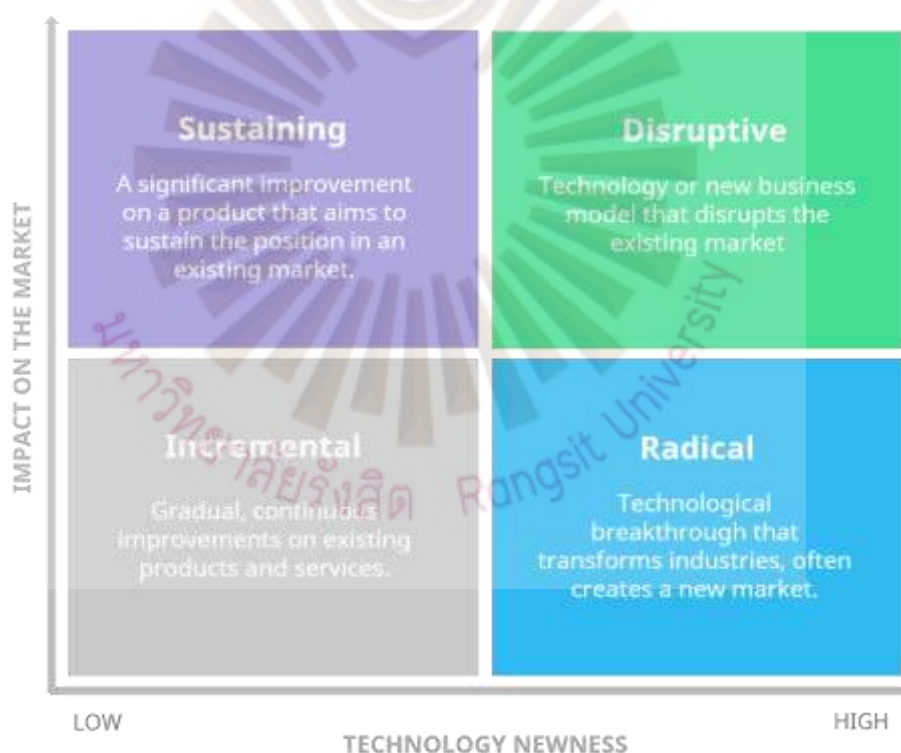 IMPACT ON THE MARKET
Sustaining
A significant improvement
on a product that aims to
sustain the position in an
existing market.
Disruptive
Technology or new business
model that disrupts the
existing market
Incremental
Gradual, continuous
improvements on existing
products and services.
Radical
Technological
breakthrough that
transforms industries, often
creates a new market.
มหาวิทยาลัยรังสิต Rangsit University
LOW
HIGH
TECHNOLOGY NEWNESS